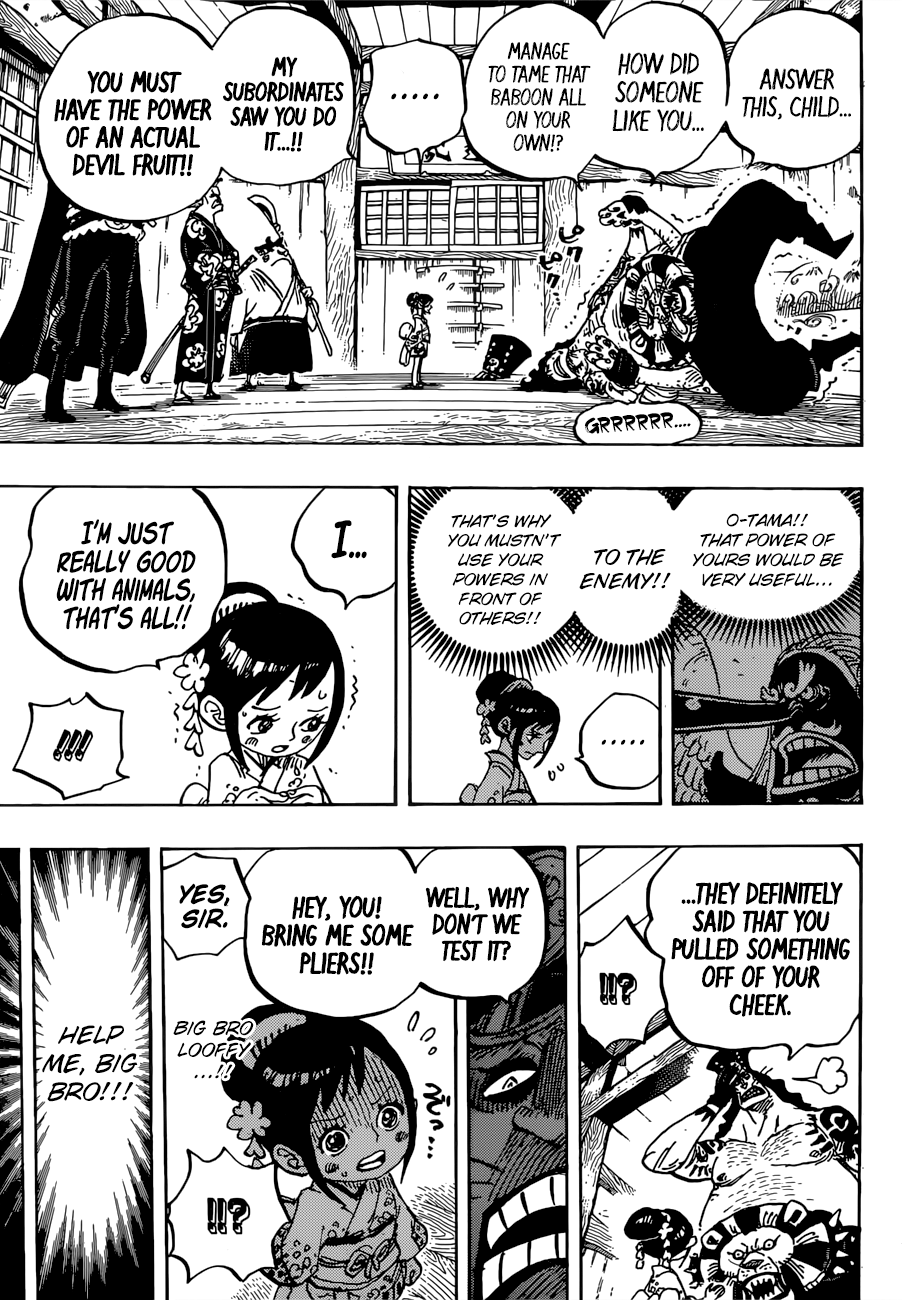 ANSWER
THIS, CHILD...
HOW DID
SOMEONE
LIKE YOU...
MANAGE
TO TAME THAT
BABOON ALL
ON YOUR
OWN!?
.....
MY
SUBORDINATES
SAW YOU DO
IT...!!
YOU MUST
HAVE THE POWER
OF AN ACTUAL
DEVIL FRUIT!!
GRRRRRR....
O-TAMA!!
THAT POWER OF
YOURS WOULD BE
VERY USEFUL...
TO THE
ENEMY!!
THAT'S WHY
YOU MUSTN'T
USE YOUR
POWERS IN
FRONT OF
OTHERS!!
.....
I...
I'M JUST
REALLY GOOD
WITH ANIMALS,
THAT'S ALL!!
!!!
...THEY DEFINITELY
SAID THAT YOU
PULLED SOMETHING
OFF OF YOUR
CHEEK.
!!?
WELL, WHY
DON'T WE
TEST IT?
HEY, YOU!
BRING ME SOME
PLIERS!!
YES,
SIR.
BIG BRO
LOOFFY
...!!
!!?
HELP
ME, BIG
BRO!!!